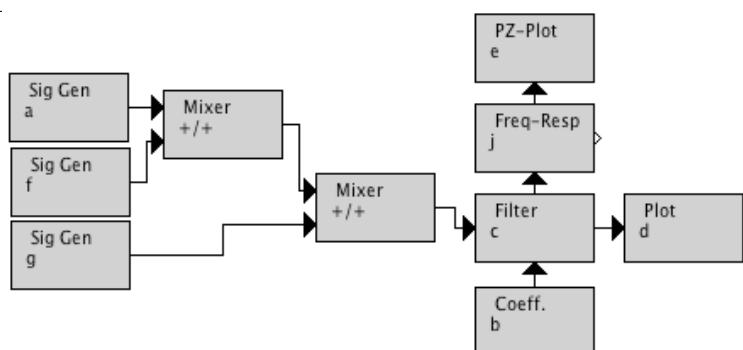 PZ-Plot
e
Sig Gen
a
Mixer
+/+
Freq-Resp
j
Sig Gen
f
Mixer
+/+
Filter
c
Plot
d
Sig Gen
g
Coeff.
b